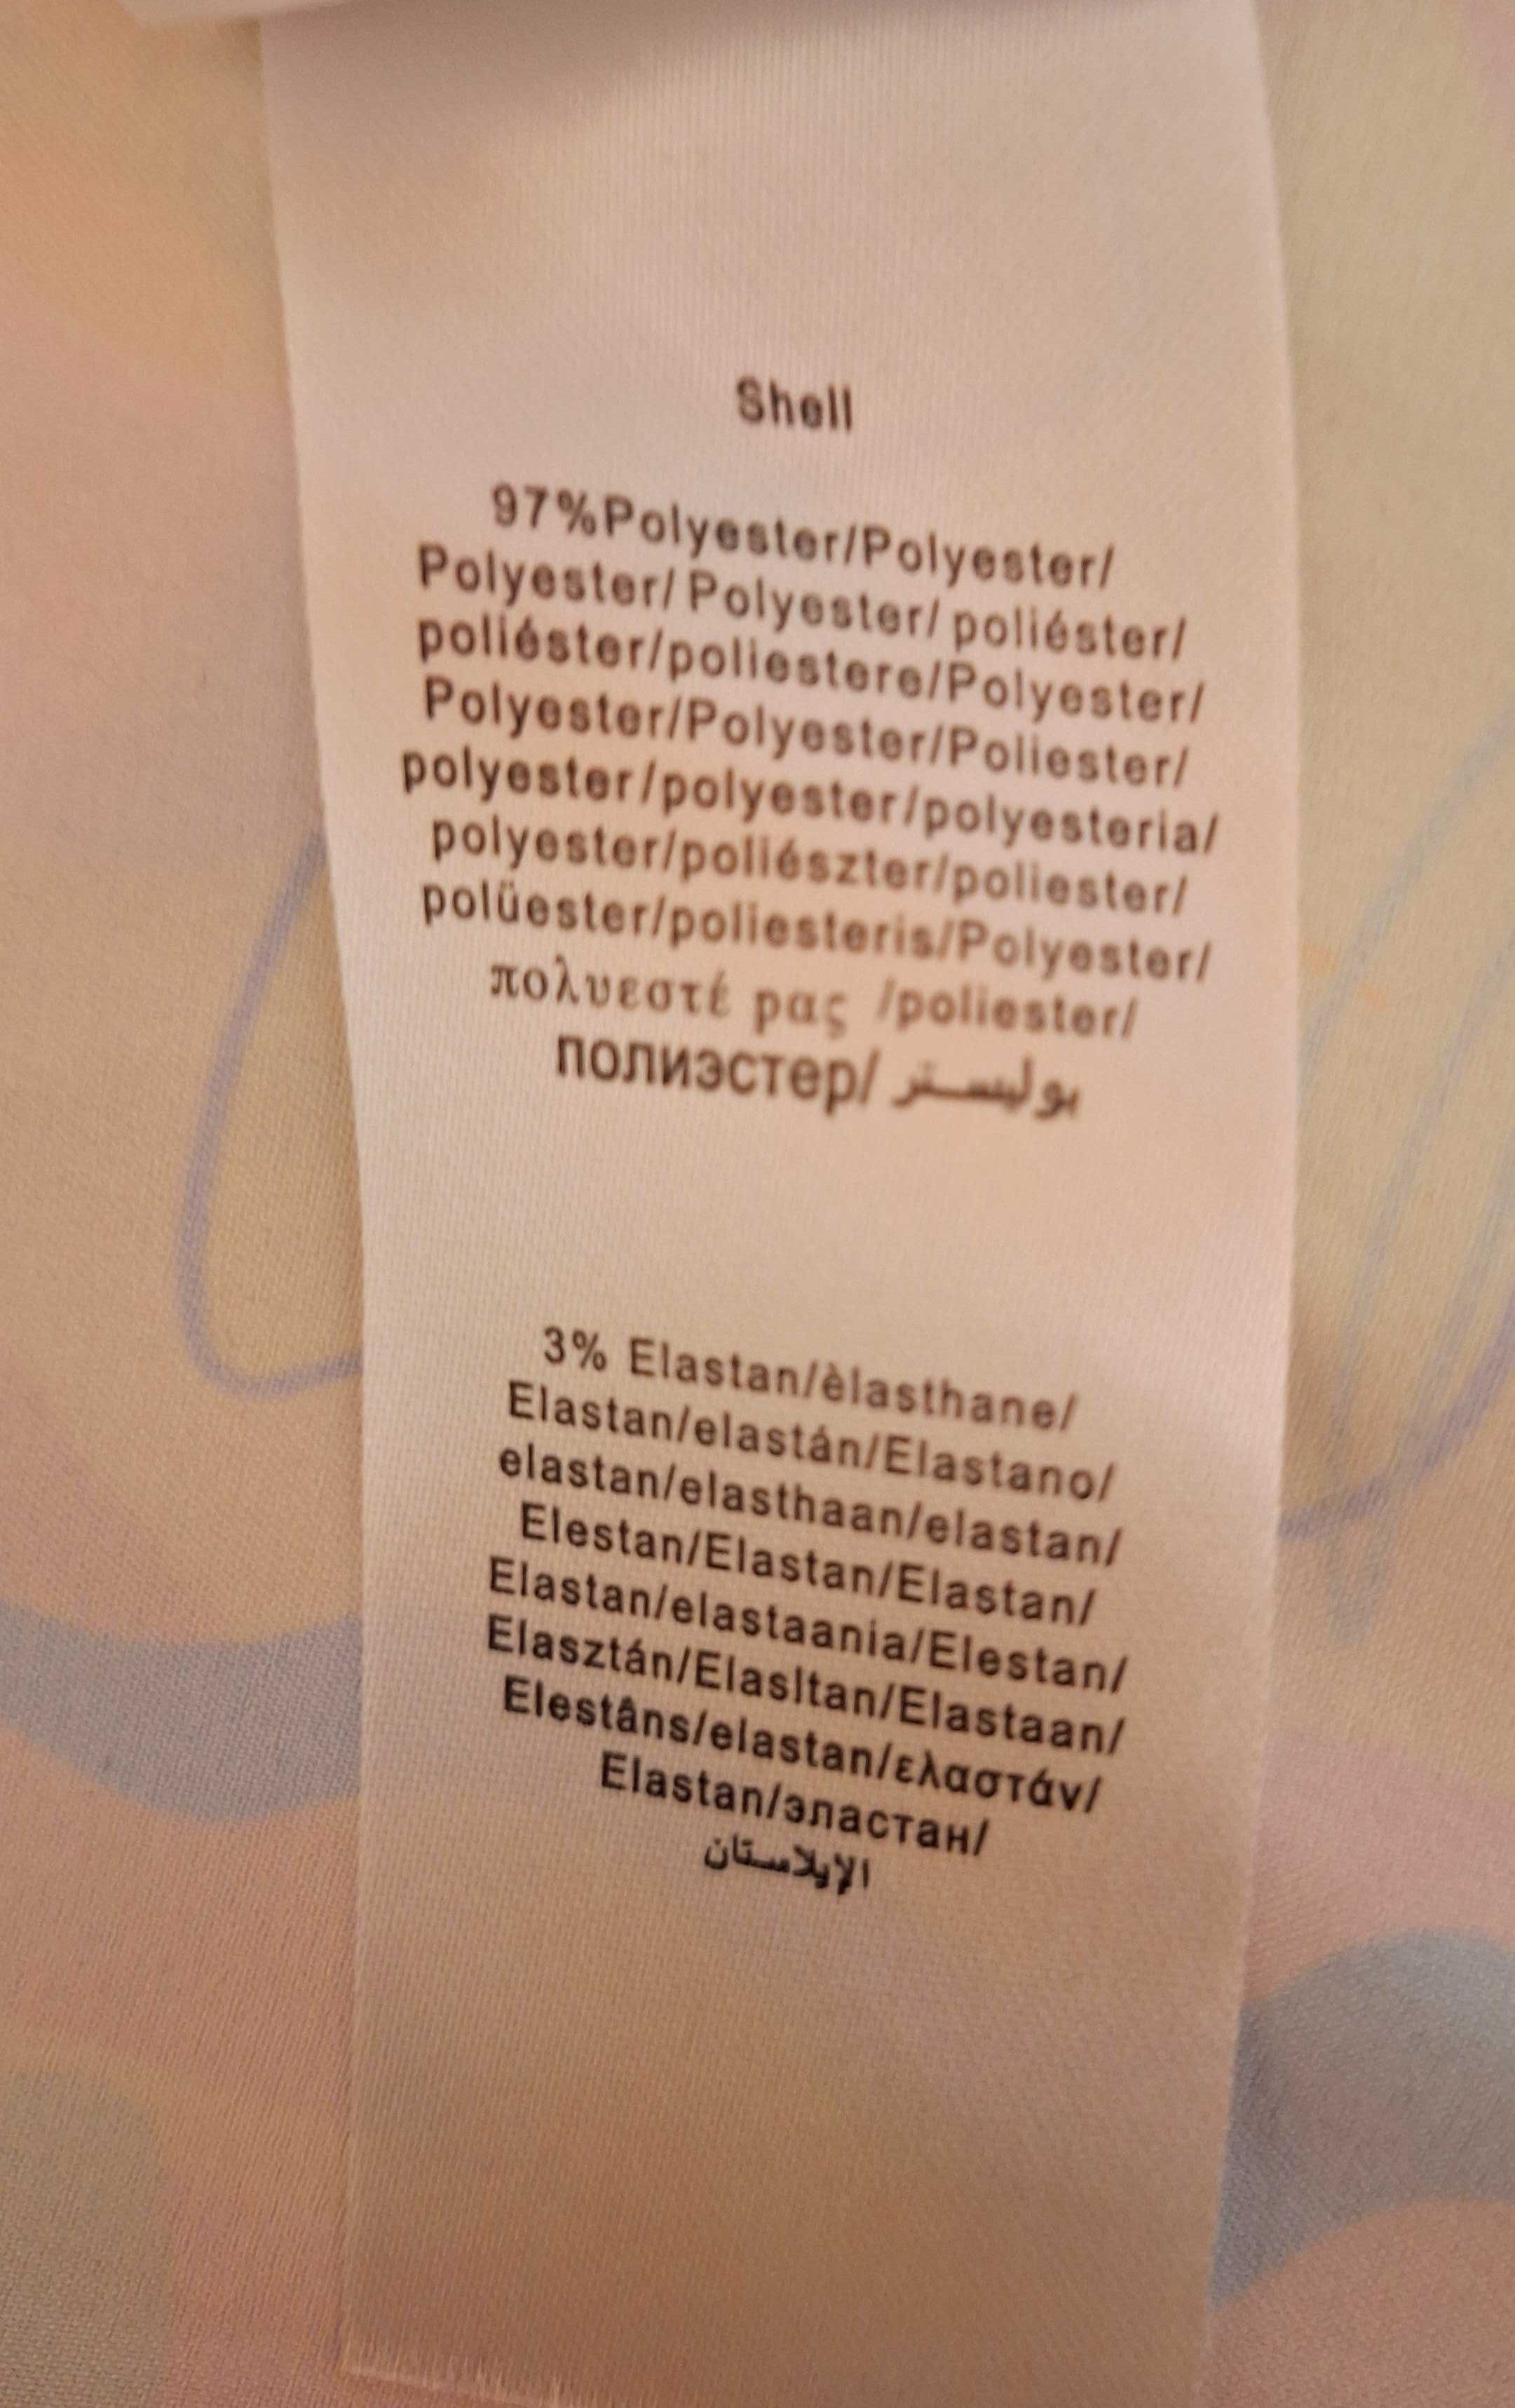 Shell
97%Polyester/Polyester/
Polyester/ Polyester/ poliéster/
poliéster/poliestere/Polyester/
Polyester/Polyester/Poliester/
polyester/polyester/polyesteria/
polyester/poliészter/poliester/
polüester/poliesteris/Polyester/
πολυεστέ ρας /poliester/
полиэстер/ بوليستر
3% Elastan/èlasthane/
Elastan/elastán/Elastano/
elastan/elasthaan/elastan/
Elestan/Elastan/Elastan/
Elastan/elastaania/Elestan/
Elasztán/Elasltan/Elastaan/
Elestâns/elastan/ελαστάν/
Elastan/эластан/
الإيلاستان